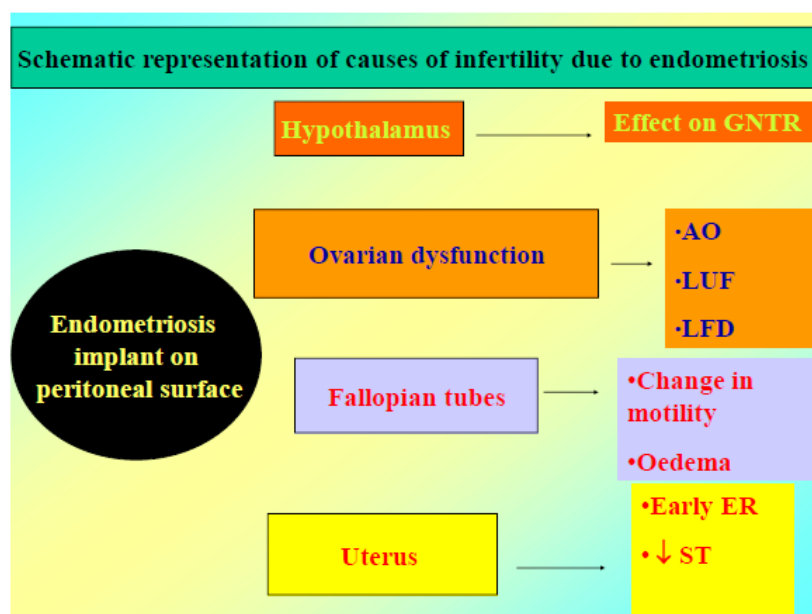 Schematic representation of causes of infertility due to endometriosis
Hypothalamus
Effect on GNTR
Ovarian dysfunction
·AO
·LUF
·LFD
Endometriosis
implant on
peritoneal surface
Fallopian tubes
•Change in
motility
•Oedema
Uterus
•Early ER
•↓ ST